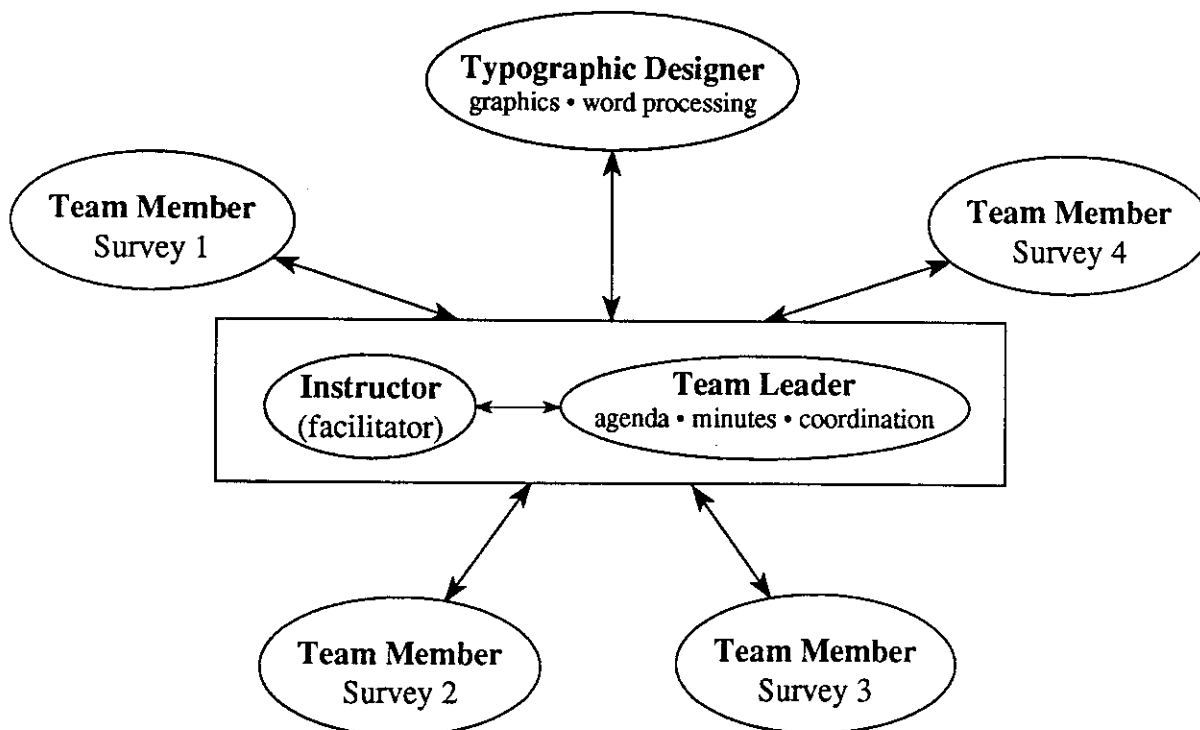 Typographic Designer
graphics • word processing
Team Member
Survey 1
Team Member
Survey 4
Instructor
(facilitator)
Team Leader
agenda • minutes • coordination
Team Member
Survey 2
Team Member
Survey 3